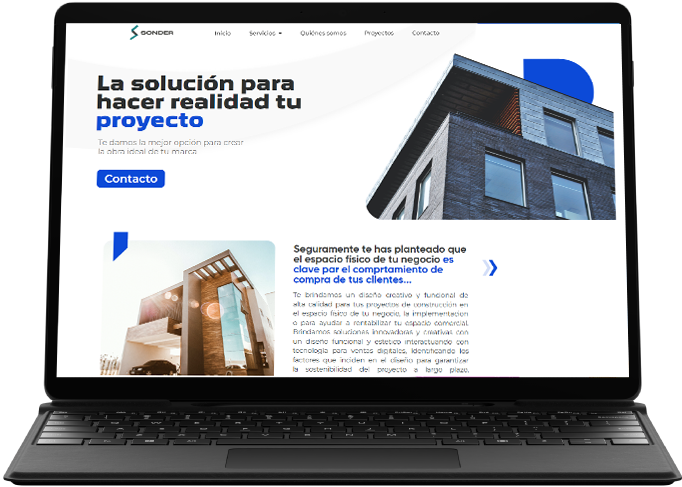 SONDER
Inicio
Servicios
Quiénes somos
Proyectos
Contacto
La solución para
hacer realidad tu
proyecto
Te damos la mejor opción para crear
la obra ideal de tu marca
Contacto
Seguramente te has planteado que
el espacio físico de tu negocio es
clave par el comprtamiento de
compra de tus clientes...
Te brindamos un diseño creativo y funcional de
alta calidad para tus proyectos de construcción en
el espacio físico de tu negocio, la implementation
o para ayudar a rentabilizar tu espacio comercial.
Brindamos soluciones innovadoras y creativas con
un diseño funcional y estético interactuendo con
tecnología para ventas digitales, identificando los
factores que inciden en el diseño para garantizar
la sostenibilidad del proyecto a largo plazo,